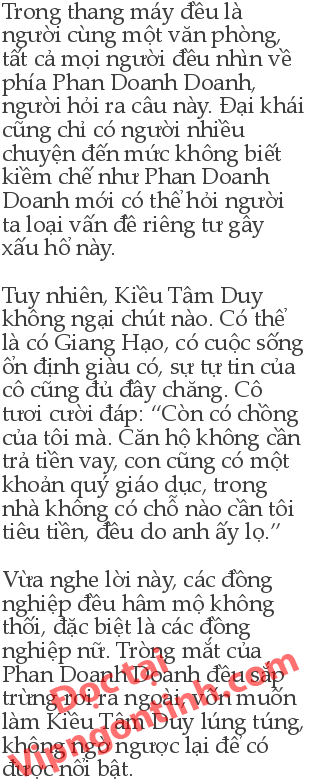 Trong thang máy đều là
người cùng một văn phòng,
tất cả mọi người đều nhìn về
phía Phan Doanh Doanh,
người hỏi ra câu này. Đại khái
cũng chỉ có người nhiều
chuyện đến mức không biết
kiềm chế như Phan Doanh
Doanh mới có thể hỏi người
ta loại vấn đề riêng tư gây
xấu hổ này.
Tuy nhiên, Kiều Tâm Duy
không ngại chút nào. Có thể
là có Giang Hạo, có cuộc sống
ổn định giàu có, sự tự tin của
cô cũng đủ đầy chăng. Cô
tươi cười đáp: “Còn có chồng
của tôi mà. Căn hộ không cần
trả tiền vay, con cũng có một
khoản quỹ giáo dục, trong
nhà không có chỗ nào cần tôi
tiêu tiền, đều do anh ấy lọ.”
Vừa nghe lời này, các đồng
nghiệp đều hâm mộ không
thối, đặc biệt là các đồng
nghiệp nữ. Tròng mắt của
Phan Doanh Doanh đều sắp
trừng rơi ra ngoài, vốn muốn
làm Kiều Tâm Duy lúng túng,
không ngờ ngược lại để cô
được nổi bật.
Đọc tại
Vipngontinh.com